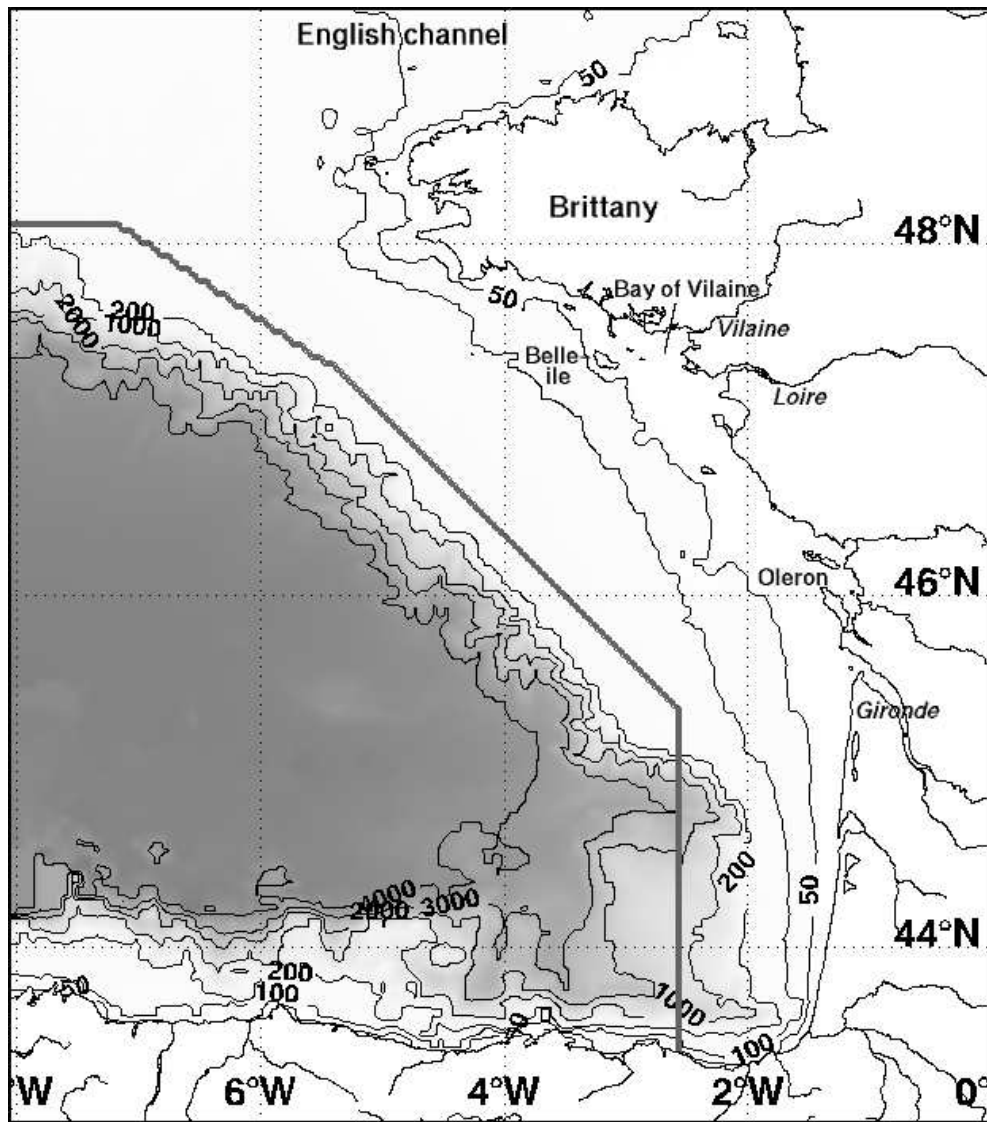 English channel
50
Brittany
48°N
50
Bay of Vilaine
200
1000
2000
Vilaine
Belle-
ile
Loire
46°N
Oleron
Gironde
200
50
4000
2000
3000
44°N
200
100
50
1000
100
°W
6°W
4°W
2°W
0°